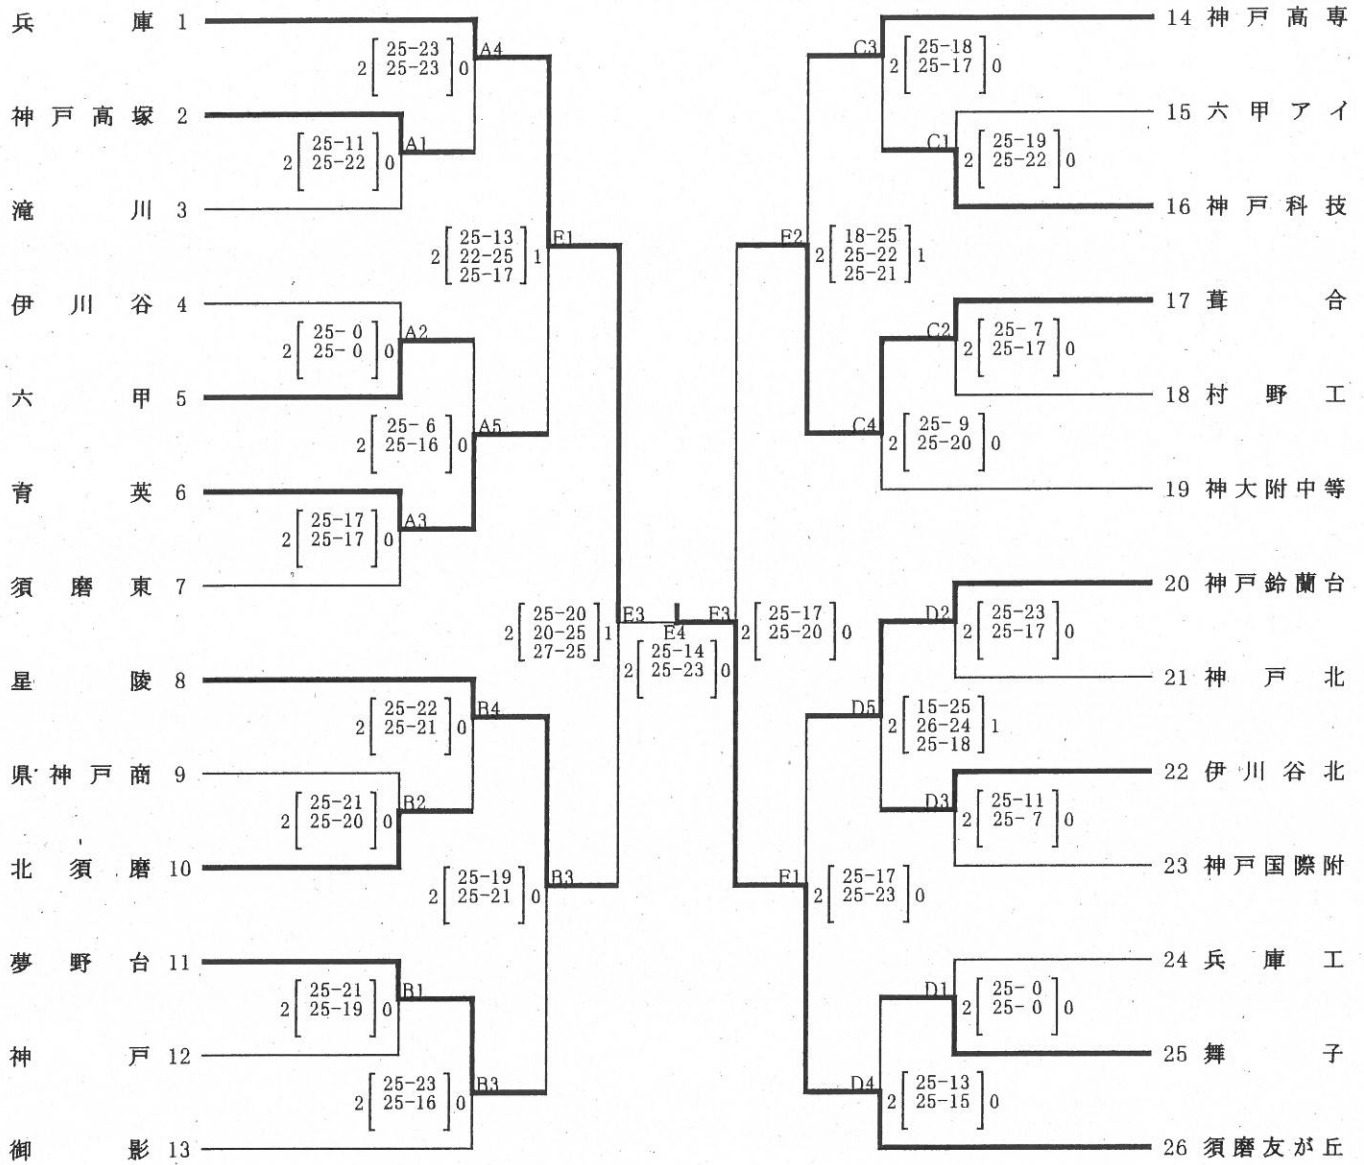 兵庫 1
25-23
2 25-23 0
A4
神戸高塚 2
25-11
2 25-22 0
A1
滝川 3
25-13
2 22-25 1
25-17
E1
伊川谷 4
25- 0
2 25- 0 0
A2
六甲 5
25- 6
2 25-16 0
A5
育英 6
25-17
2 25-17 0
A3
須磨東 7
25-20
2 20-25 1
27-25
E3
星陵 8
25-22
2 25-21 0
B4
県神戸商 9
25-21
2 25-20 0
B2
北須磨 10
25-19
2 25-21 0
B3
夢野台 11
25-21
2 25-19 0
B1
神戸 12
25-23
2 25-16 0
B3
御影 13
E4
25-14
2 25-23 0
14 神戸高専
C3
25-18
2 25-17 0
15 六甲アイ
C1
25-19
2 25-22 0
16 神戸科技
F2
18-25
2 25-22 1
25-21
17 葺合
C2
25- 7
2 25-17 0
18 村野工
C4
25- 9
2 25-20 0
19 神大附中等
20 神戸鈴蘭台
F3
25-17
2 25-20 0
D2
25-23
2 25-17 0
21 神戸北
D5
15-25
2 26-24 1
25-18
22 伊川谷北
D3
25-11
2 25- 7 0
23 神戸国際附
F1
25-17
2 25-23 0
24 兵庫工
D1
25- 0
2 25- 0 0
25 舞子
D4
25-13
2 25-15 0
26 須磨友が丘